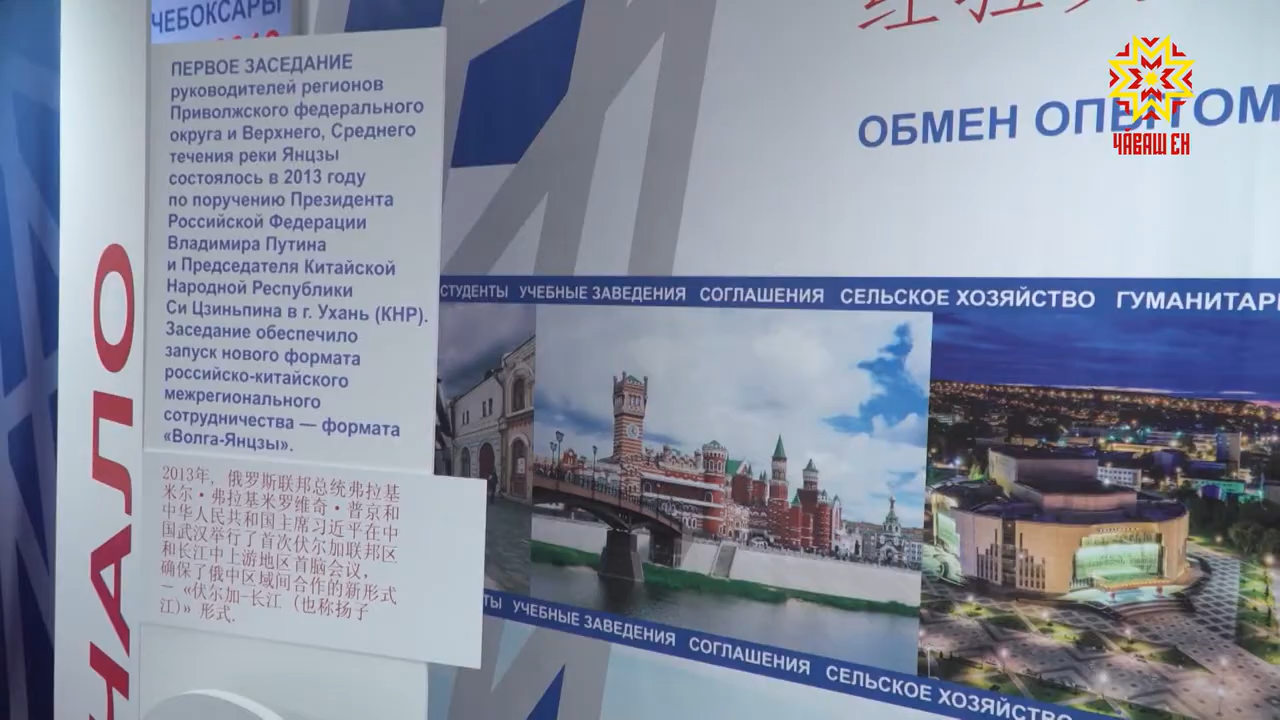 ЧЕБОКСАРЫ
ПЕРВОЕ ЗАСЕДАНИЕ
руководителей регионов
Приволжского федерального
округа и Верхнего, Среднего
течения реки Янцзы
состоялось в 2013 году
по поручению Президента
Российской Федерации
Владимира Путина
и Председателя Китайской
Народной Республики
Си Цзиньпина в г. Ухань (КНР).
Заседание обеспечило
запуск нового формата
российско-китайского
межрегионального
сотрудничества — формата
«Волга-Янцзы».
2013年, 俄罗斯联邦总统弗拉基
米尔·弗拉基米罗维奇·普京和
中华人民共和国主席习近平在中
国武汉举行了首次伏尔加联邦区
和长江中上游地区首脑会议,
确保了俄中区域间合作的新形式
— «伏尔加-长江 (也称扬子
江)» 形式.
НАЧАЛО
ОБМЕН ОПЫТОМ
ЧӐВАШ ЕН
СТУДЕНТЫ УЧЕБНЫЕ ЗАВЕДЕНИЯ СОГЛАШЕНИЯ СЕЛЬСКОЕ ХОЗЯЙСТВО ГУМАНИТАР
ТЫ УЧЕБНЫЕ ЗАВЕДЕНИЯ СОГЛАШЕНИЯ СЕЛЬСКОЕ ХОЗЯЙСТВО